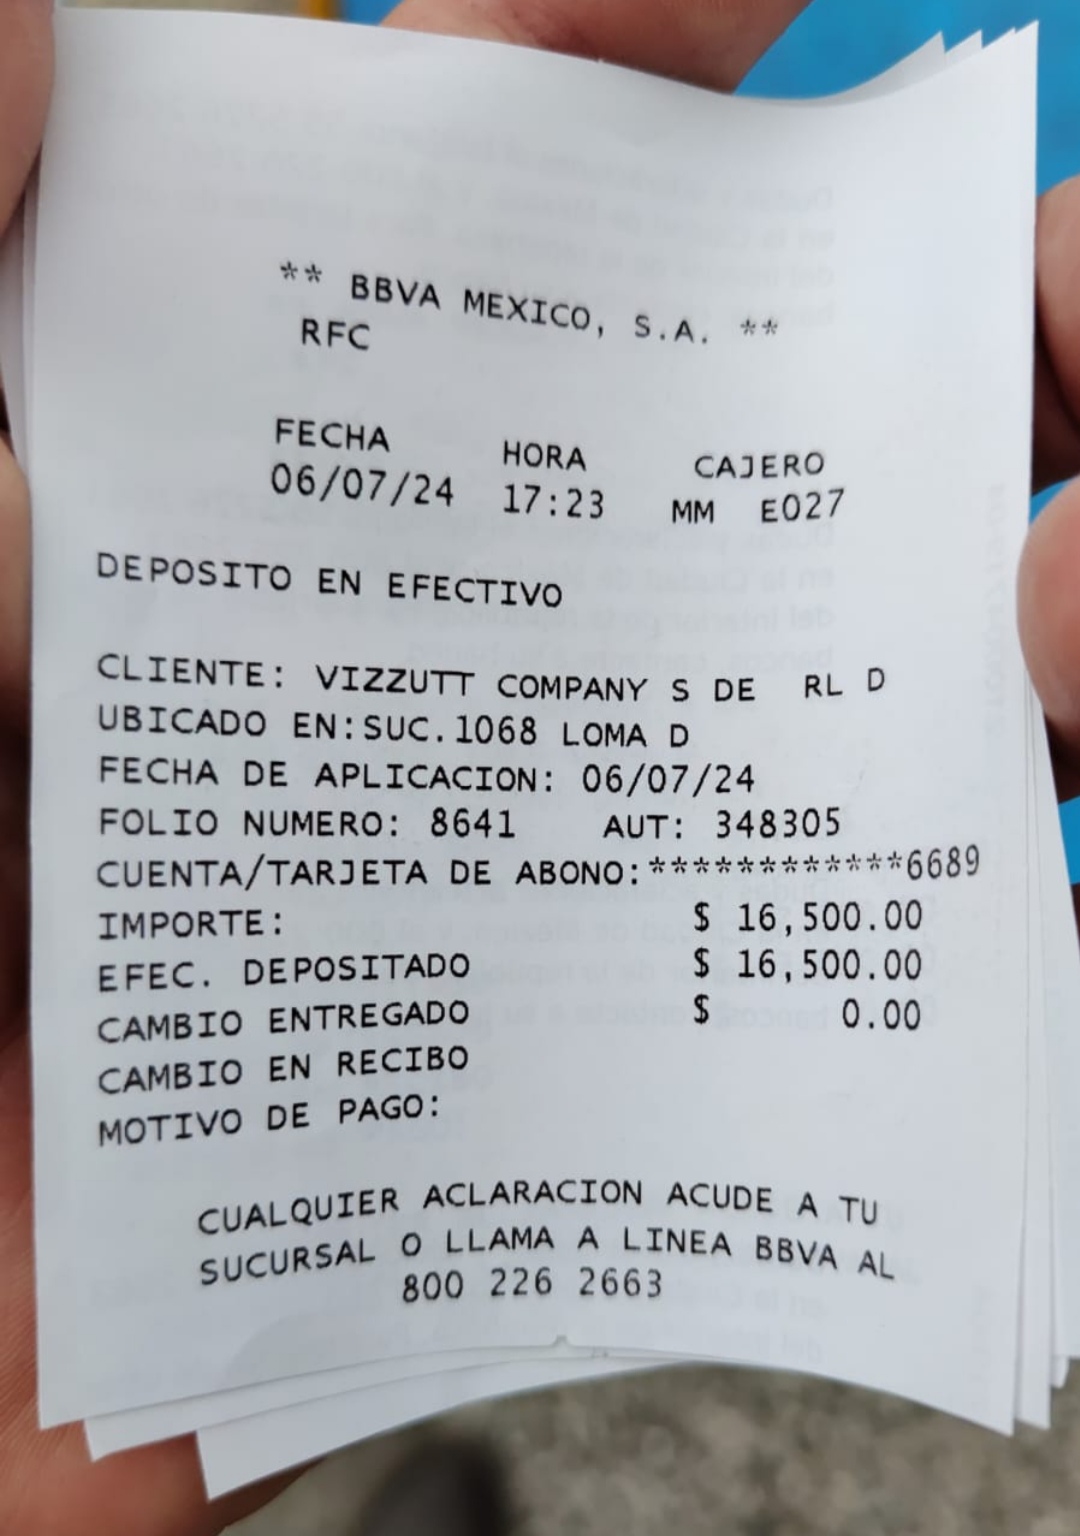 ** BBVA MEXICO, S.A. **
RFC
FECHA HORA CAJERO
06/07/24 17:23 MM E027
DEPOSITO EN EFECTIVO
CLIENTE: VIZZUTT COMPANY S DE RL D
UBICADO EN:SUC.1068 LOMA D
FECHA DE APLICACION: 06/07/24
FOLIO NUMERO: 8641 AUT: 348305
CUENTA/TARJETA DE ABONO:************6689
IMPORTE: $ 16,500.00
EFEC. DEPOSITADO $ 16,500.00
CAMBIO ENTREGADO $ 0.00
CAMBIO EN RECIBO
MOTIVO DE PAGO:
CUALQUIER ACLARACION ACUDE A TU
SUCURSAL O LLAMA A LINEA BBVA AL
800 226 2663